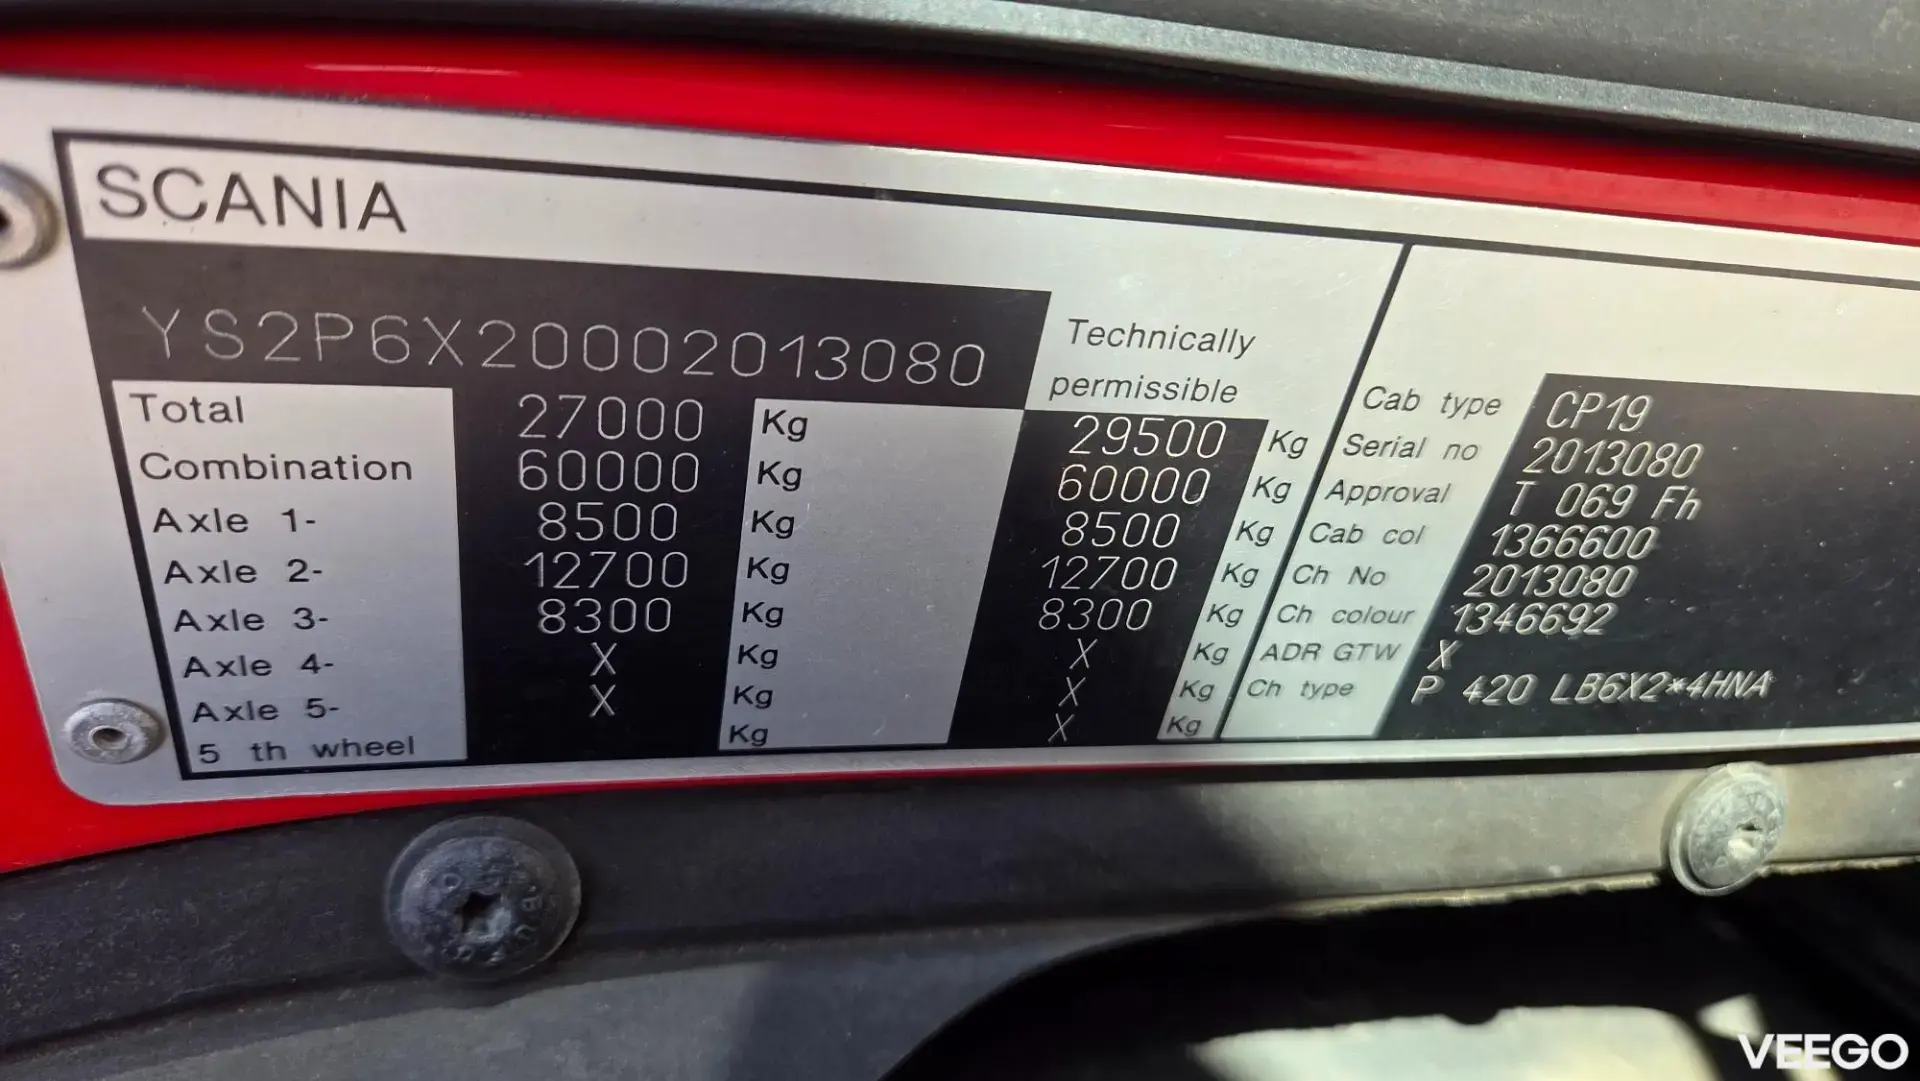 SCANIA
YS2P6X20002013080
Technically
permissible
Total 27000 Kg 29500 Kg
Combination 60000 Kg 60000 Kg
Axle 1- 8500 Kg 8500 Kg
Axle 2- 12700 Kg 12700 Kg
Axle 3- 8300 Kg 8300 Kg
Axle 4- X Kg X Kg
Axle 5- X Kg X Kg
5 th wheel Kg X Kg
Cab type CP19
Serial no 2013080
Approval T 069 Fh
Cab col 1366600
Ch No 2013080
Ch colour 1346692
ADR GTW X
Ch type P 420 LB6X2*4HNA
VEEGO